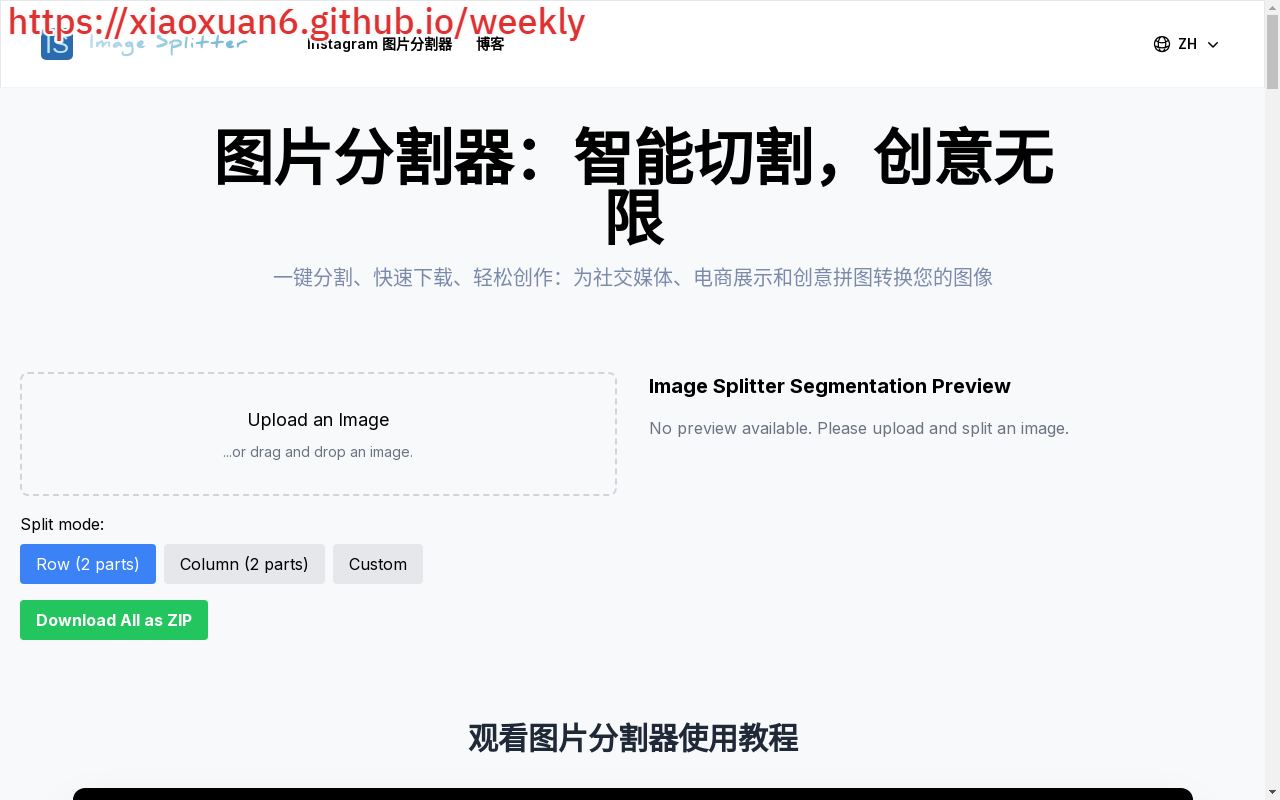 https://xiaoxuan6.github.io/weekly
IS Image Splitter
Instagram 图片分割器
博客
ZH
图片分割器：智能切割，创意无
限
一键分割、快速下载、轻松创作：为社交媒体、电商展示和创意拼图转换您的图像
Upload an Image
...or drag and drop an image.
Split mode:
Row (2 parts)
Column (2 parts)
Custom
Download All as ZIP
Image Splitter Segmentation Preview
No preview available. Please upload and split an image.
观看图片分割器使用教程